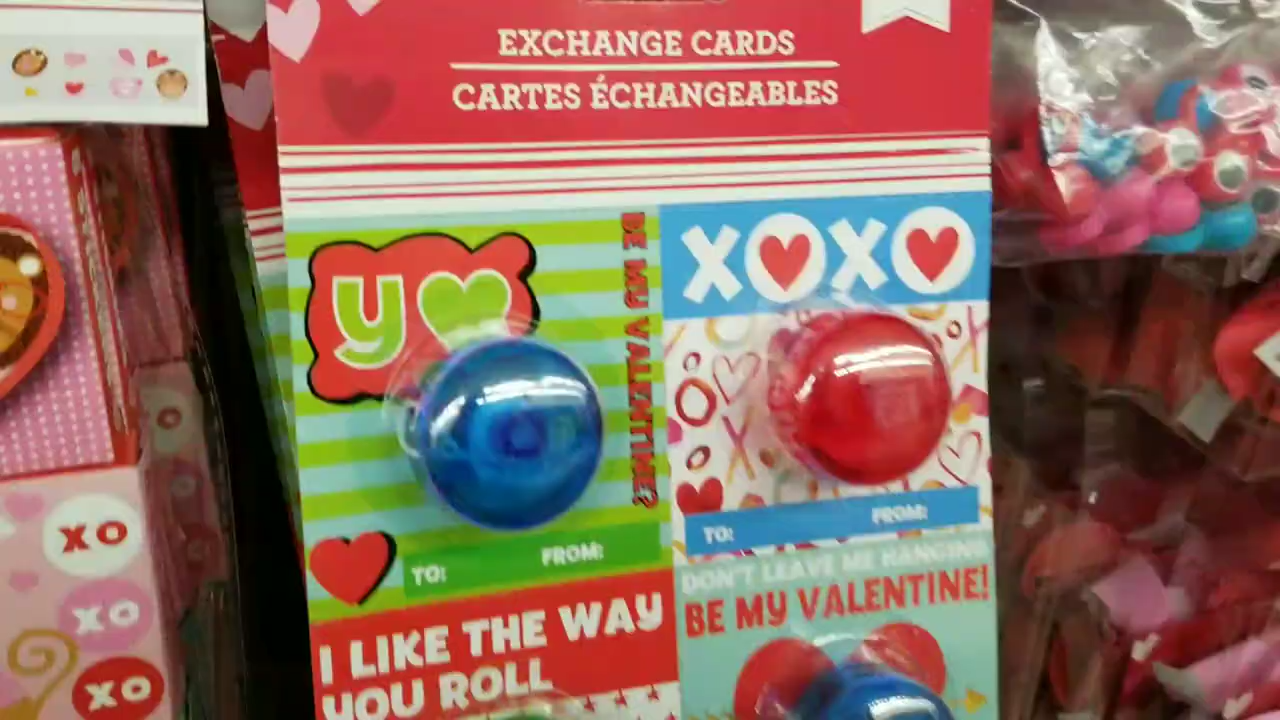 EXCHANGE CARDS
CARTES ÉCHANGEABLES
y
BE MY VALENTINE?
TO:
FROM:
XOXO
TO:
FROM:
I LIKE THE WAY
YOU ROLL
DON'T LEAVE ME HANGING
BE MY VALENTINE!
XO
XO
XO